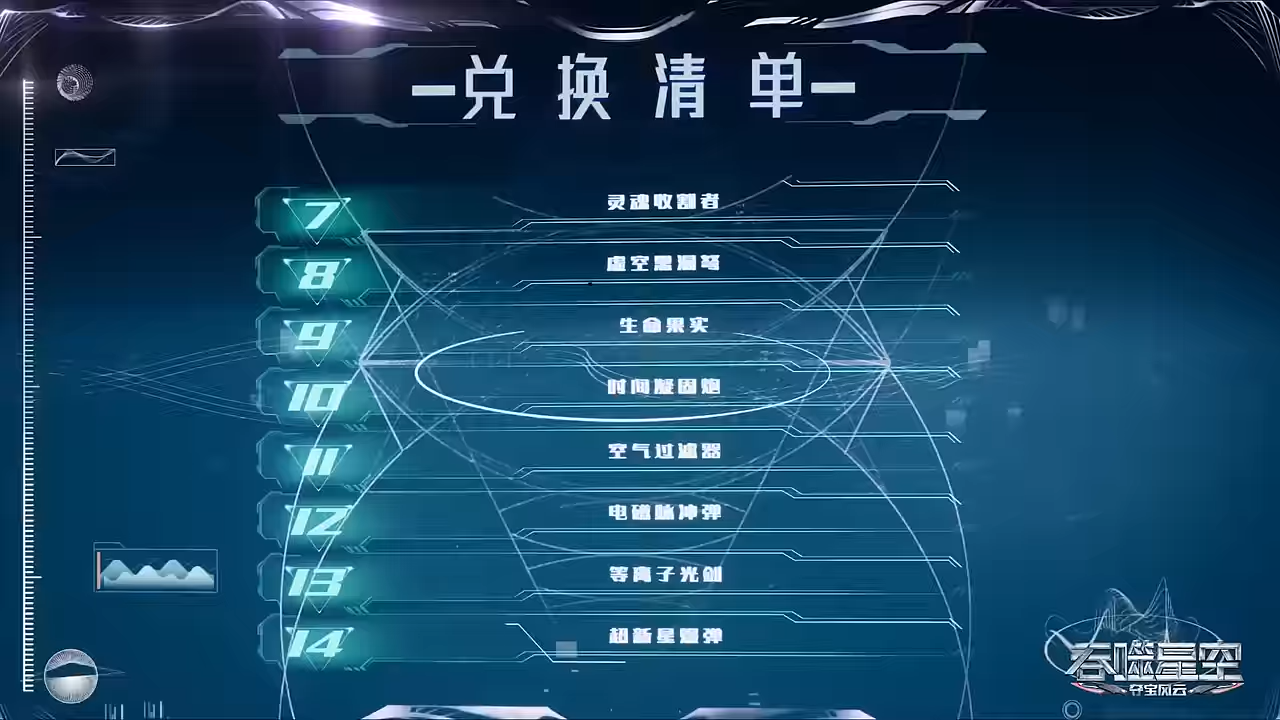 兑换清单
7 灵魂收割者
8 虚空黑洞弩
9 生命果实
10 时间凝固炮
11 空气过滤器
12 电磁脉冲弹
13 等离子光剑
14 超新星爆弹
吞噬星空
夺宝风云